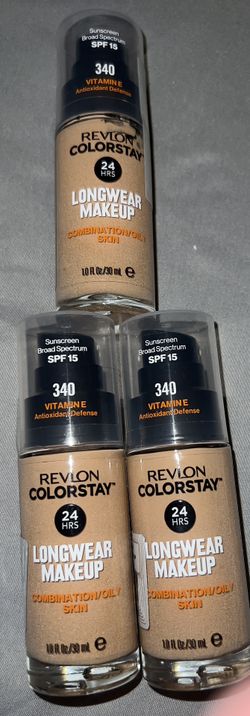 Sunscreen
Broad Spectrum
SPF 15
340
VITAMIN E
Antioxidant Defense
REVLON
COLORSTAY™
24
HRS
LONGWEAR
MAKEUP
COMBINATION/OILY
SKIN
1.0 fl oz/30 mL e
Sunscreen
Broad Spectrum
SPF 15
340
VITAMIN E
Antioxidant Defense
REVLON
COLORSTAY™
24
HRS
LONGWEAR
MAKEUP
COMBINATION/OILY
SKIN
1.0 fl oz/30 mL e
Sunscreen
Broad Spectrum
SPF 15
340
VITAMIN E
Antioxidant Defense
REVLON
COLORSTAY™
24
HRS
LONGWEAR
MAKEUP
COMBINATION/OILY
SKIN
1.0 fl oz/30 mL e